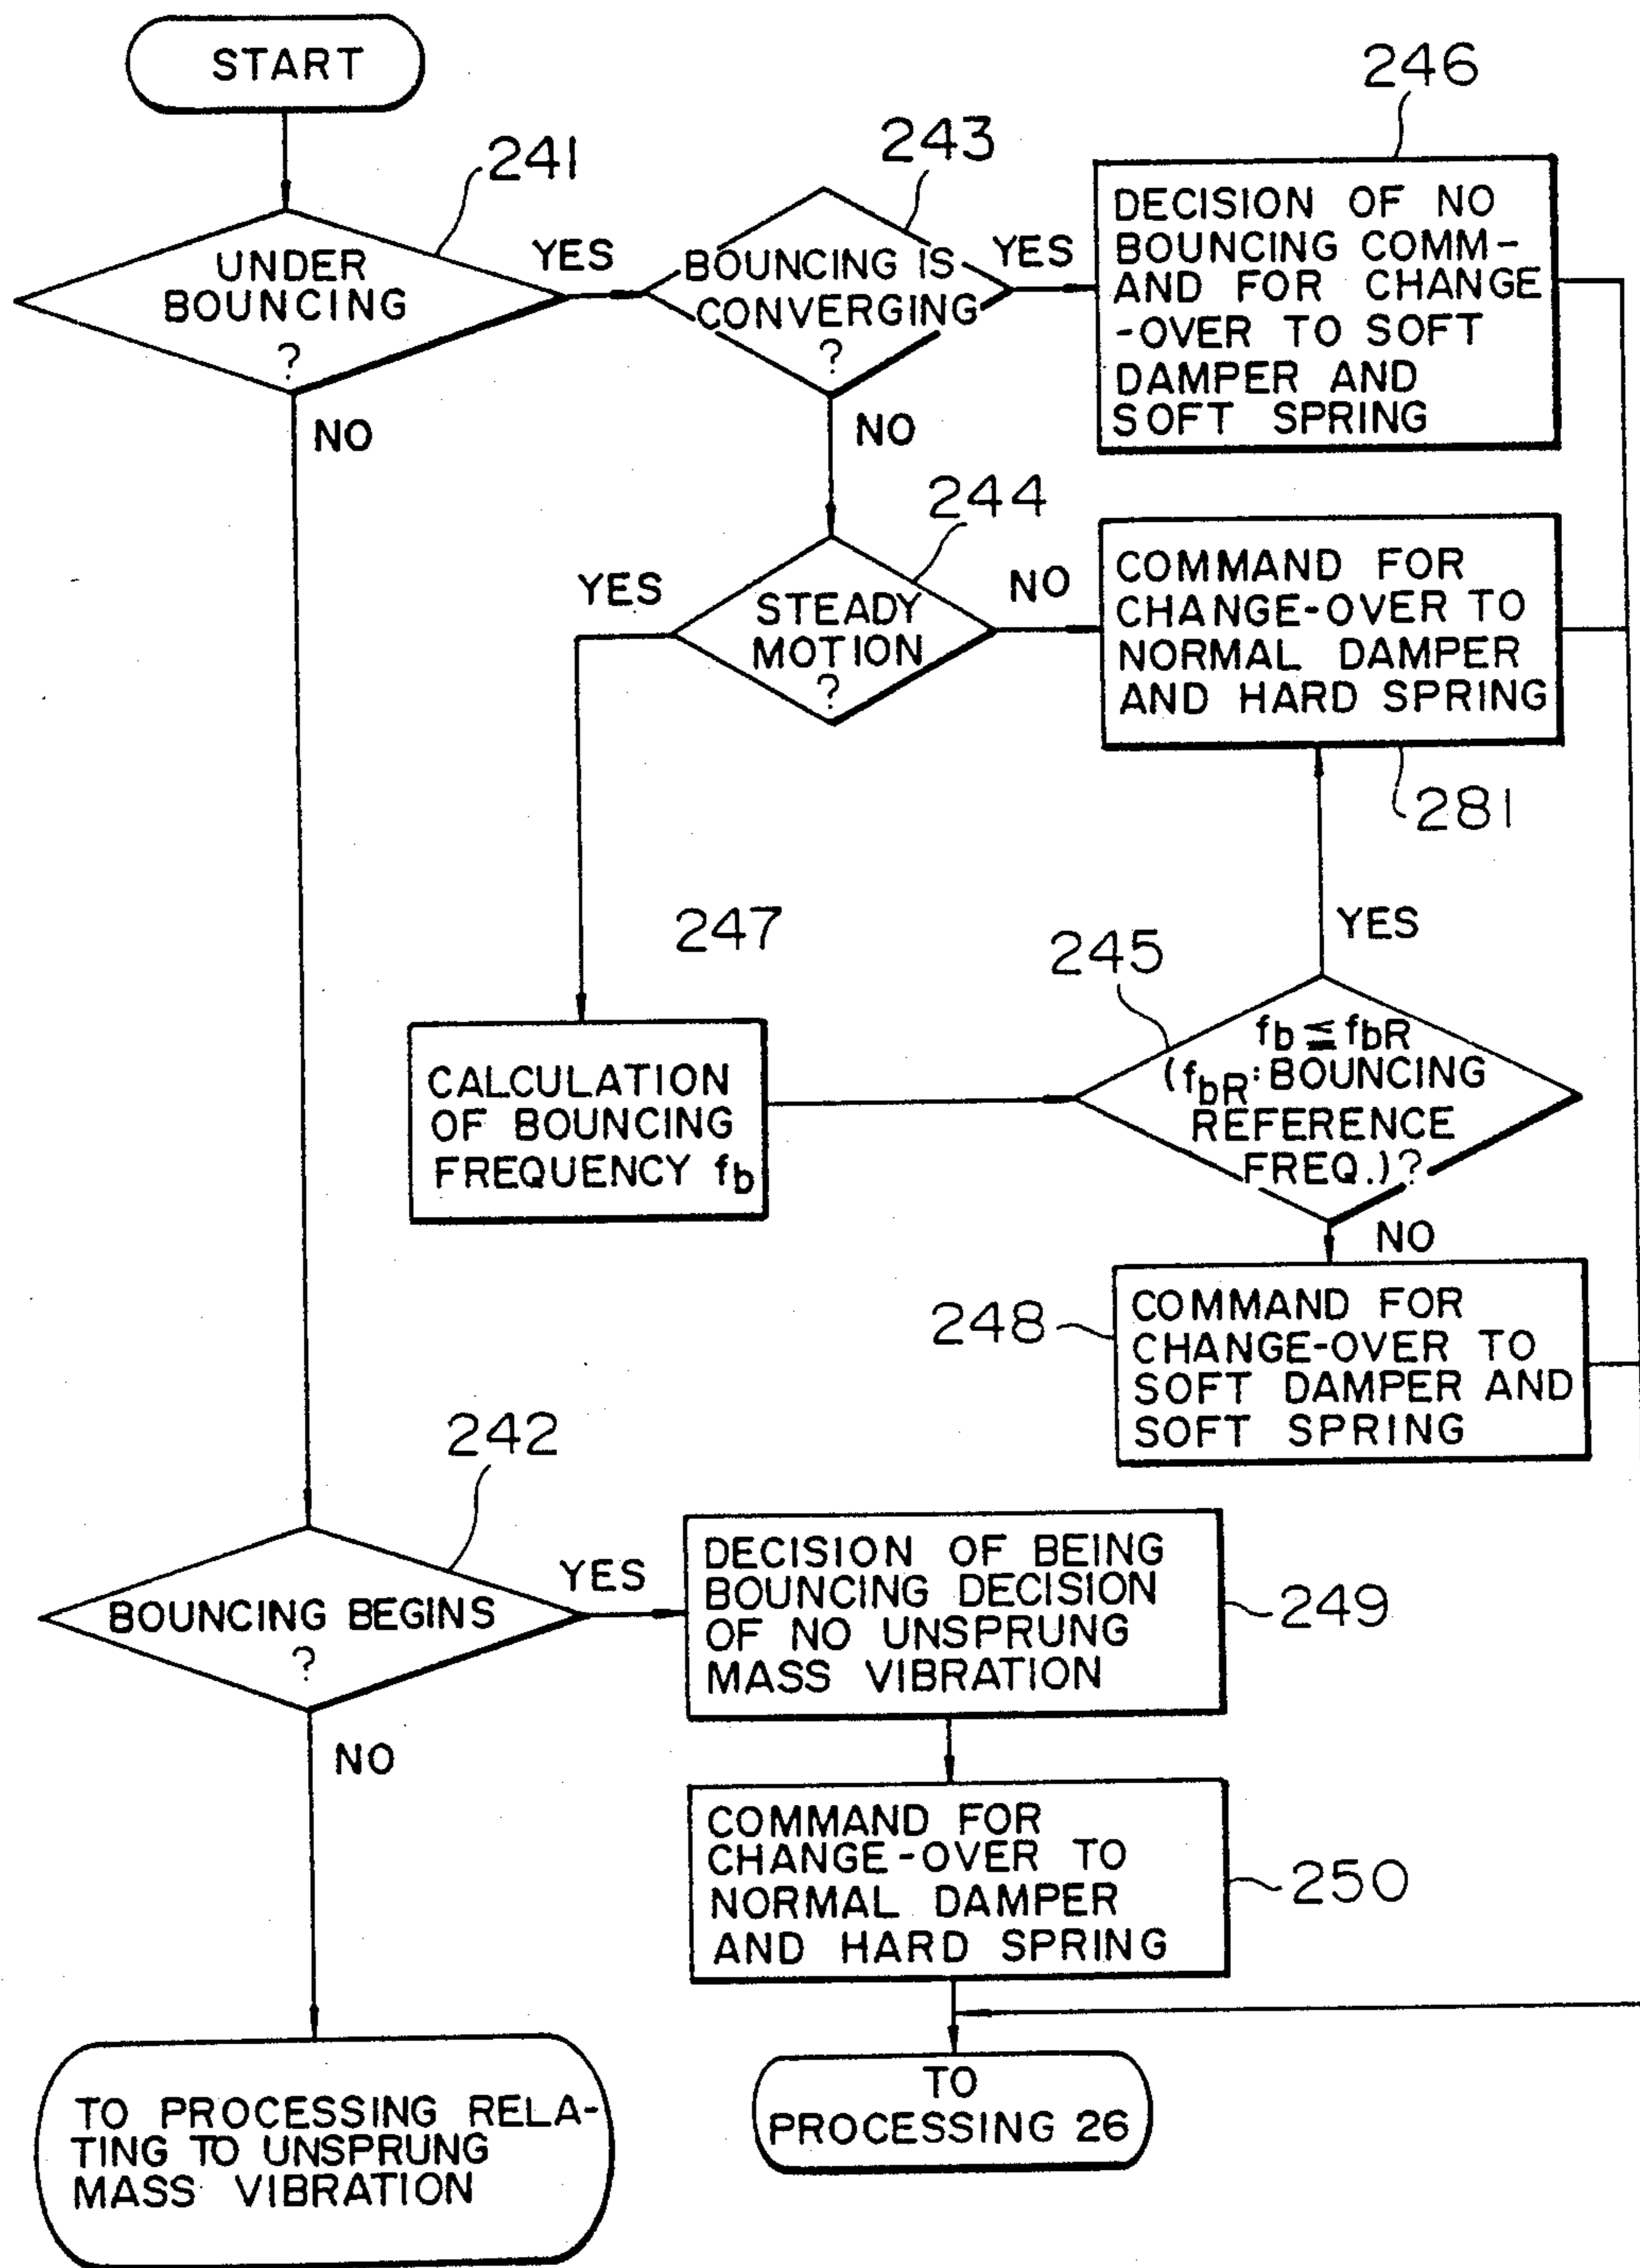 START
241
UNDER
BOUNCING
?
YES
NO
243
BOUNCING IS
CONVERGING
?
YES
NO
246
DECISION OF NO
BOUNCING COMM-
AND FOR CHANGE
-OVER TO SOFT
DAMPER AND
SOFT SPRING
244
STEADY
MOTION
?
YES
NO
COMMAND FOR
CHANGE-OVER TO
NORMAL DAMPER
AND HARD SPRING
281
247
CALCULATION
OF BOUNCING
FREQUENCY fb
245
YES
fb ≦ fbR
(fbR: BOUNCING
REFERENCE
FREQ.)?
NO
248
COMMAND FOR
CHANGE-OVER TO
SOFT DAMPER AND
SOFT SPRING
242
BOUNCING BEGINS
?
YES
NO
DECISION OF BEING
BOUNCING DECISION
OF NO UNSPRUNG
MASS VIBRATION
249
COMMAND FOR
CHANGE-OVER TO
NORMAL DAMPER
AND HARD SPRING
250
TO PROCESSING RELA-
TING TO UNSPRUNG
MASS VIBRATION
TO
PROCESSING 26